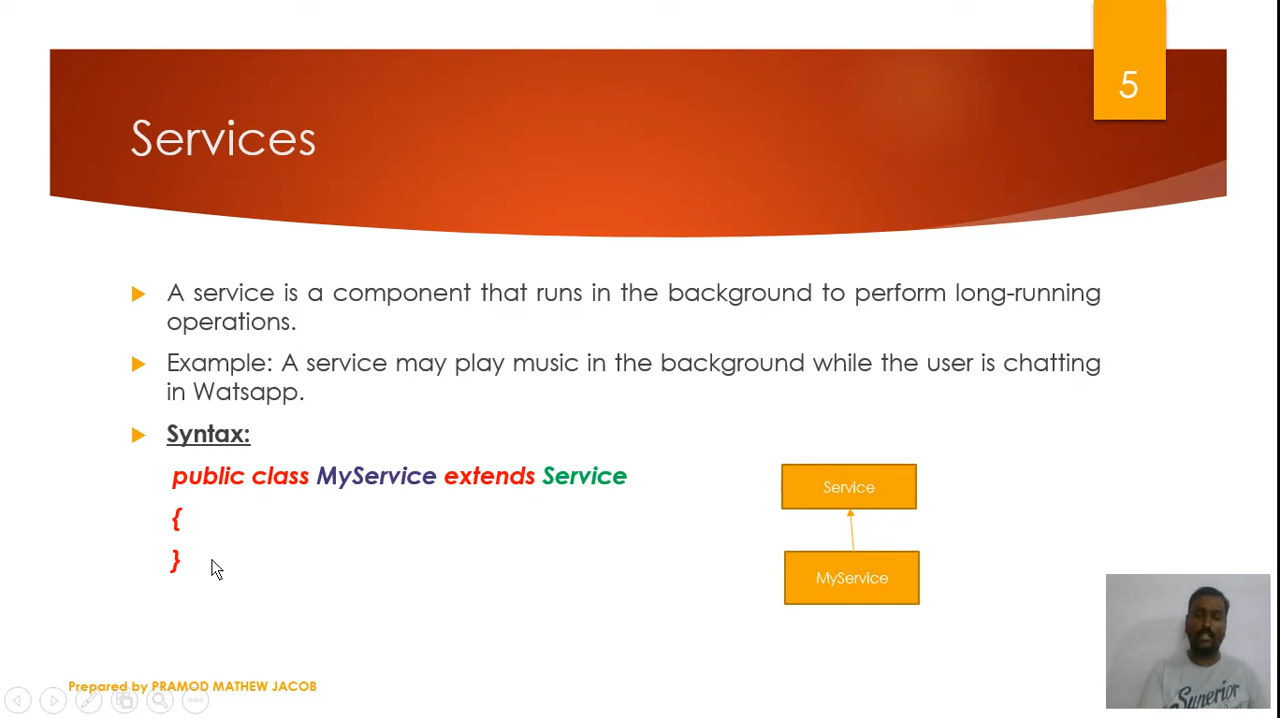 5
Services
A service is a component that runs in the background to perform long-running
operations.
Example: A service may play music in the background while the user is chatting
in Watsapp.
Syntax:
public class MyService extends Service
{
}
Service
MyService
Superior
Prepared by PRAMOD MATHEW JACOB